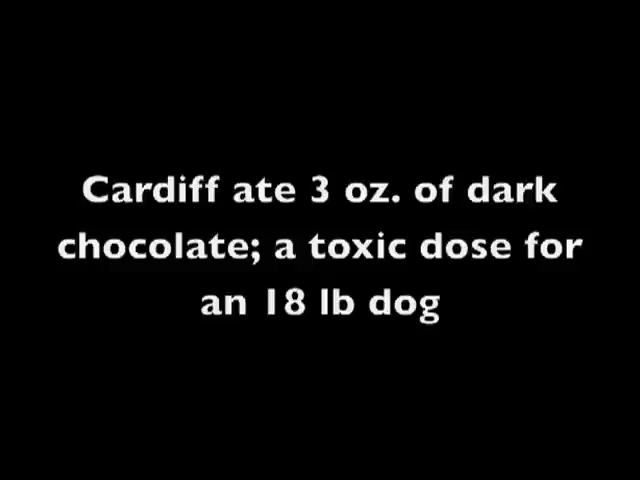 Cardiff ate 3 oz. of dark
chocolate; a toxic dose for
an 18 lb dog